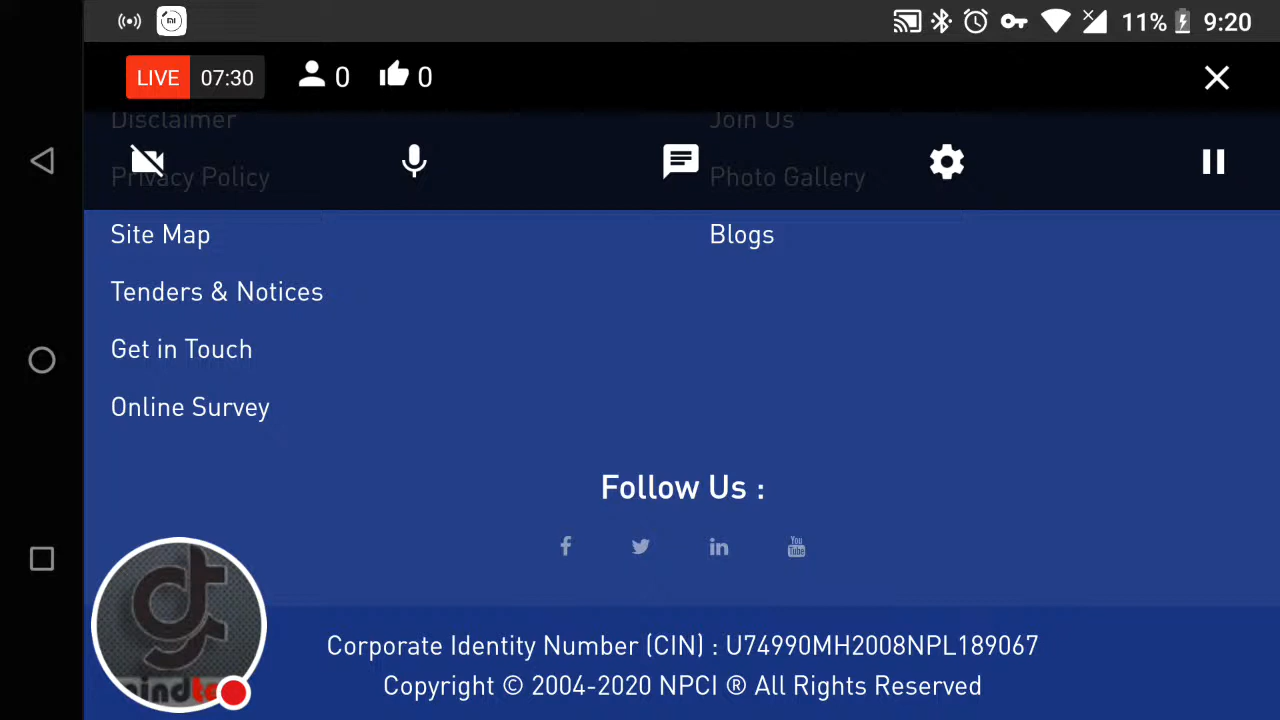 11% 9:20
LIVE 07:30 0 0
Disclaimer Join Us
Privacy Policy Photo Gallery
Site Map Blogs
Tenders & Notices
Get in Touch
Online Survey
Follow Us :
You Tube
Corporate Identity Number (CIN) : U74990MH2008NPL189067
Copyright © 2004-2020 NPCI ® All Rights Reserved